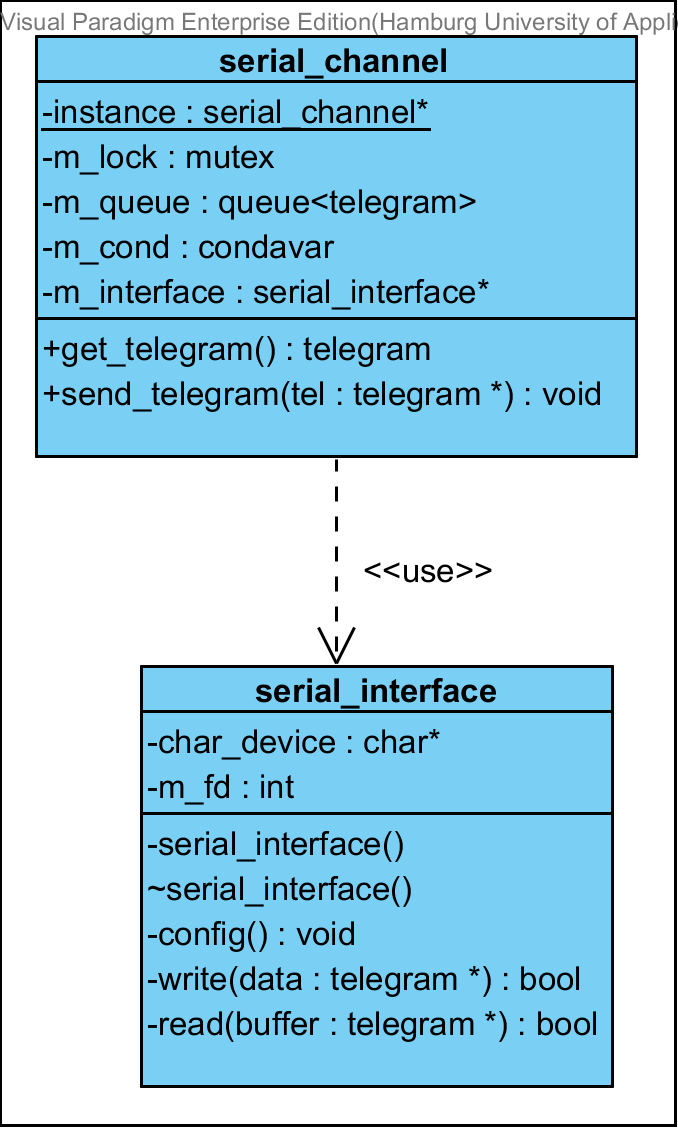 Visual Paradigm Enterprise Edition(Hamburg University of Appli
serial_channel
-instance : serial_channel*
-m_lock : mutex
-m_queue : queue<telegram>
-m_cond : condavar
-m_interface : serial_interface*
+get_telegram() : telegram
+send_telegram(tel : telegram *) : void
<<use>>
serial_interface
-char_device : char*
-m_fd : int
-serial_interface()
~serial_interface()
-config() : void
-write(data : telegram *) : bool
-read(buffer : telegram *) : bool